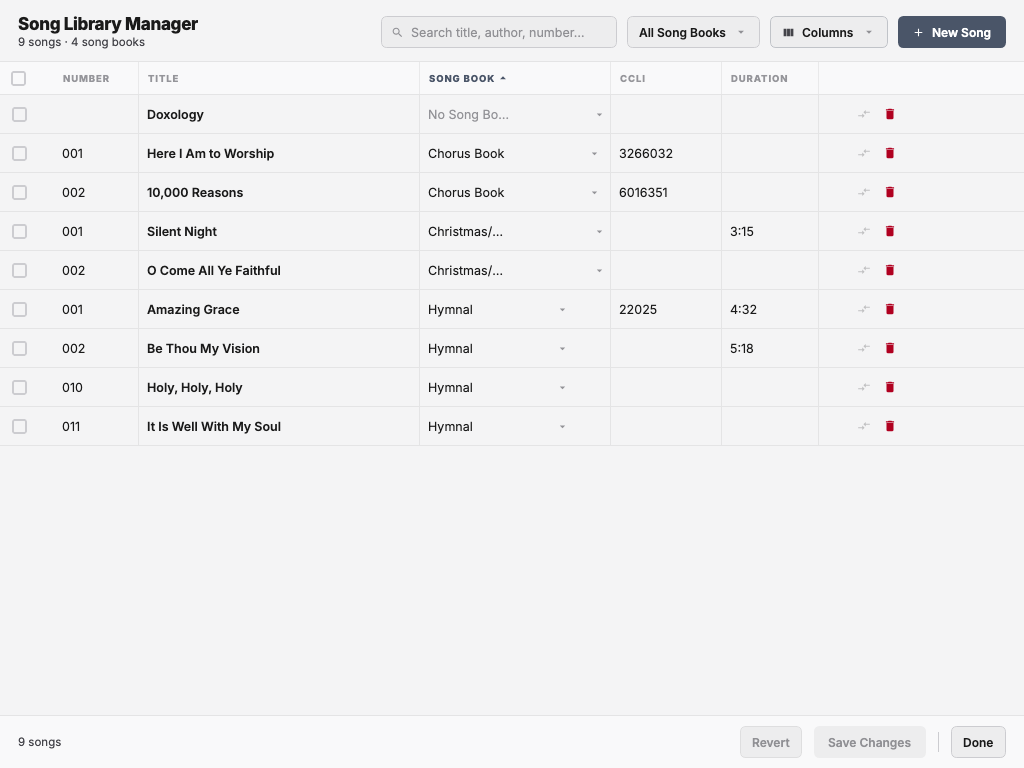 Song Library Manager
9 songs · 4 song books
Search title, author, number...
All Song Books
Columns
+ New Song
NUMBER TITLE SONG BOOK CCLI DURATION
Doxology No Song Bo...
001 Here I Am to Worship Chorus Book 3266032
002 10,000 Reasons Chorus Book 6016351
001 Silent Night Christmas/... 3:15
002 O Come All Ye Faithful Christmas/...
001 Amazing Grace Hymnal 22025 4:32
002 Be Thou My Vision Hymnal 5:18
010 Holy, Holy, Holy Hymnal
011 It Is Well With My Soul Hymnal
9 songs
Revert
Save Changes
Done